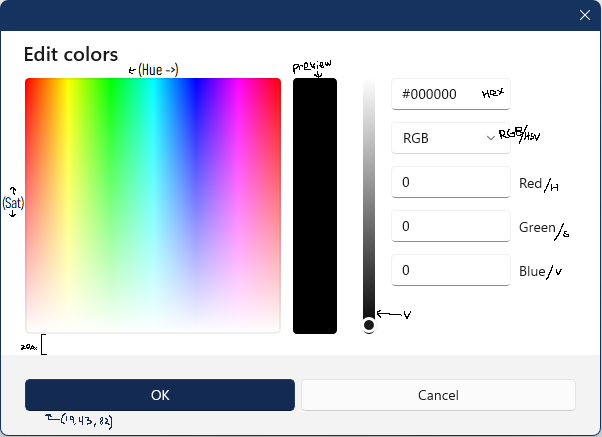 Edit colors
← (Hue ->)
preview
#000000 HEX
RGB RGB/HSV
(Sat)
0 Red/H
0 Green/S
0 Blue/V
V
OK Cancel
(19,43,82)